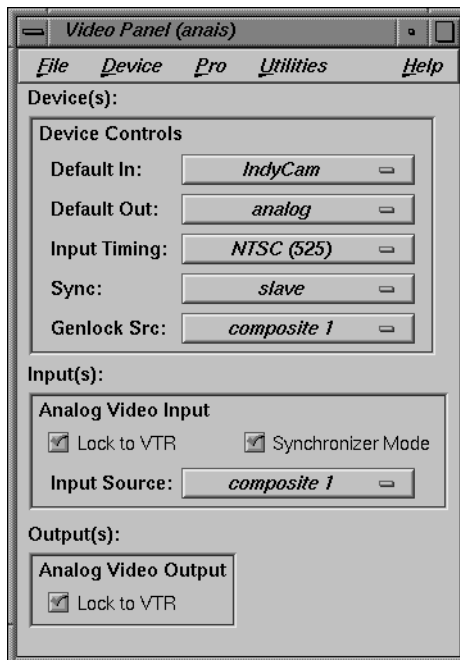 Video Panel (anais)
File Device Pro Utilities Help
Device(s):
Device Controls
Default In: IndyCam
Default Out: analog
Input Timing: NTSC (525)
Sync: slave
Genlock Src: composite 1
Input(s):
Analog Video Input
Lock to VTR Synchronizer Mode
Input Source: composite 1
Output(s):
Analog Video Output
Lock to VTR